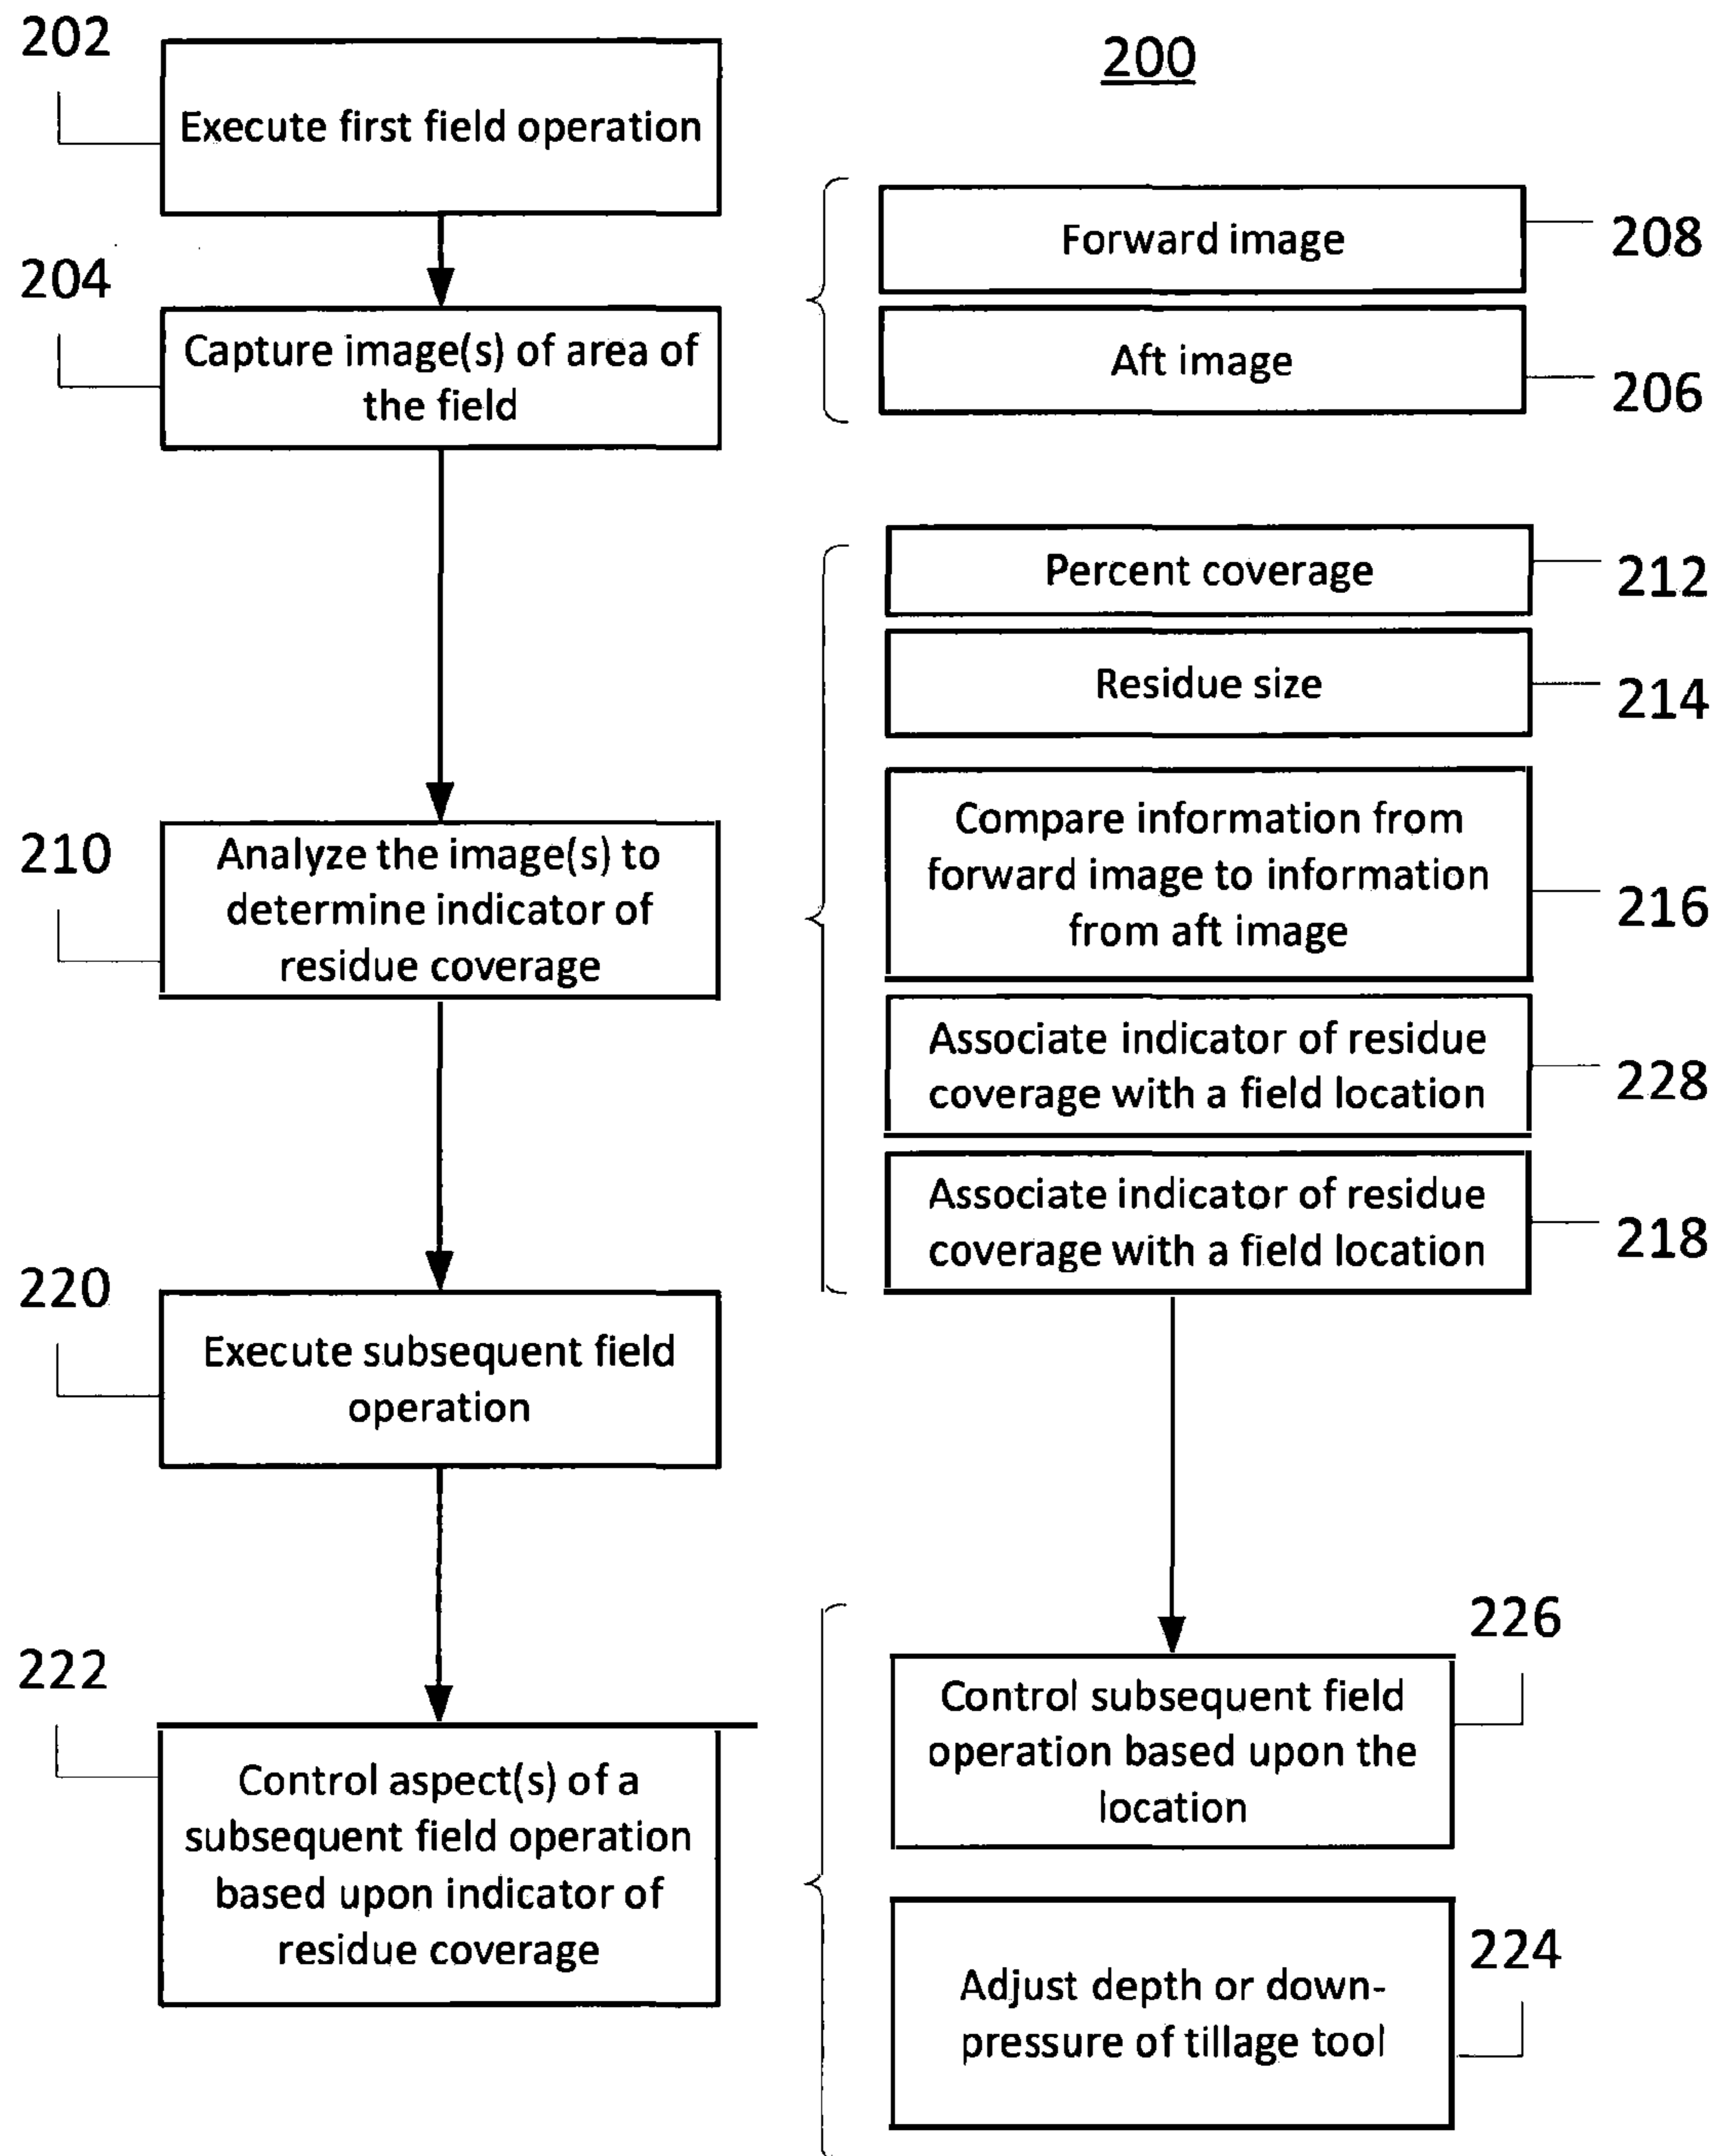 200
202
Execute first field operation
204
Capture image(s) of area of
the field
Forward image
208
Aft image
206
210
Analyze the image(s) to
determine indicator of
residue coverage
Percent coverage
212
Residue size
214
Compare information from
forward image to information
from aft image
216
Associate indicator of residue
coverage with a field location
228
Associate indicator of residue
coverage with a field location
218
220
Execute subsequent field
operation
222
Control aspect(s) of a
subsequent field operation
based upon indicator of
residue coverage
226
Control subsequent field
operation based upon the
location
224
Adjust depth or down-
pressure of tillage tool